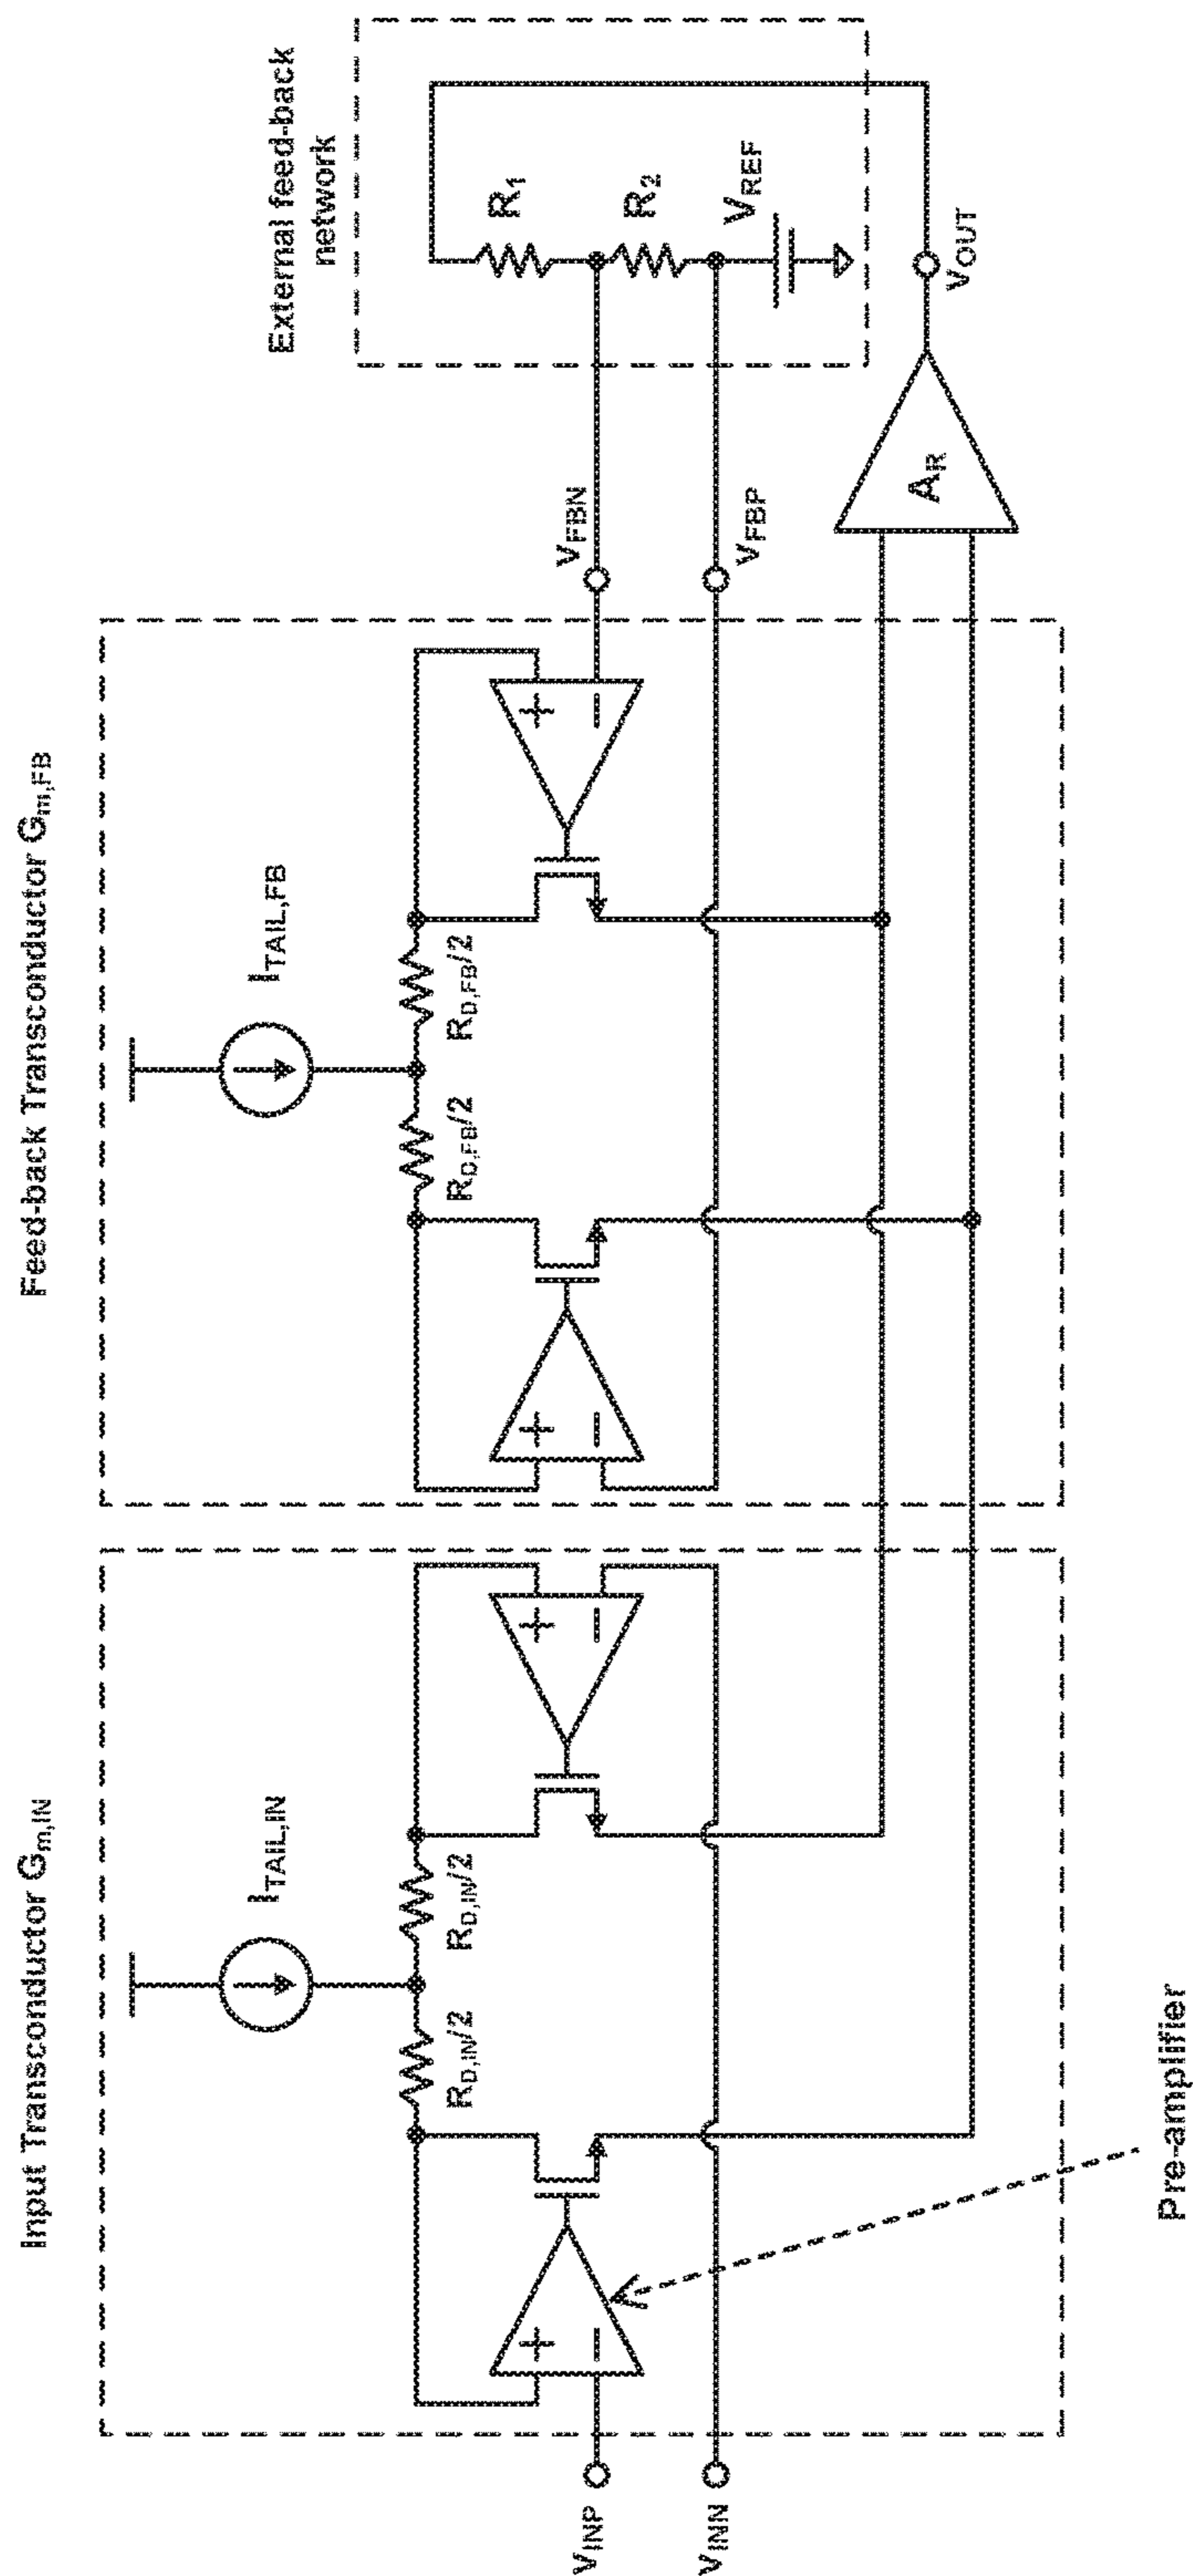 Input Transconductor Gm,IN
Feed-back Transconductor Gm,FB
External feed-back
network
ITAIL,IN
ITAIL,FB
RD,IN/2
RD,IN/2
RD,FB/2
RD,FB/2
+
−
+
−
+
−
+
−
VINP
VINN
VFBN
VFBP
R1
R2
VREF
AR
VOUT
Pre-amplifier